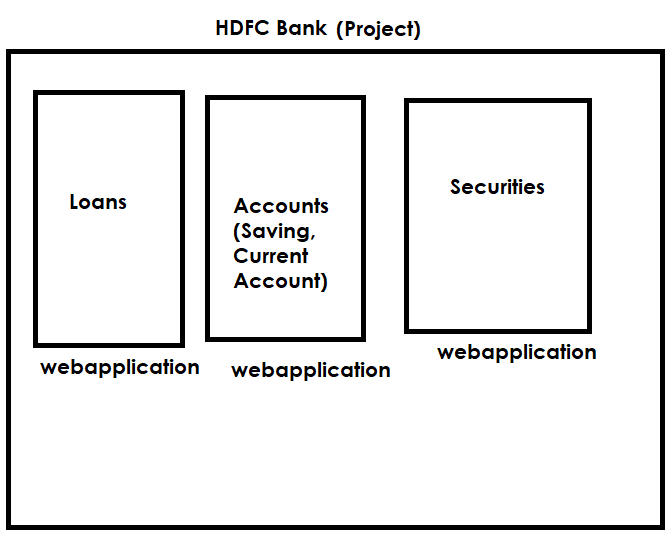 HDFC Bank (Project)
Loans
Accounts
(Saving,
Current
Account)
Securities
webapplication
webapplication
webapplication